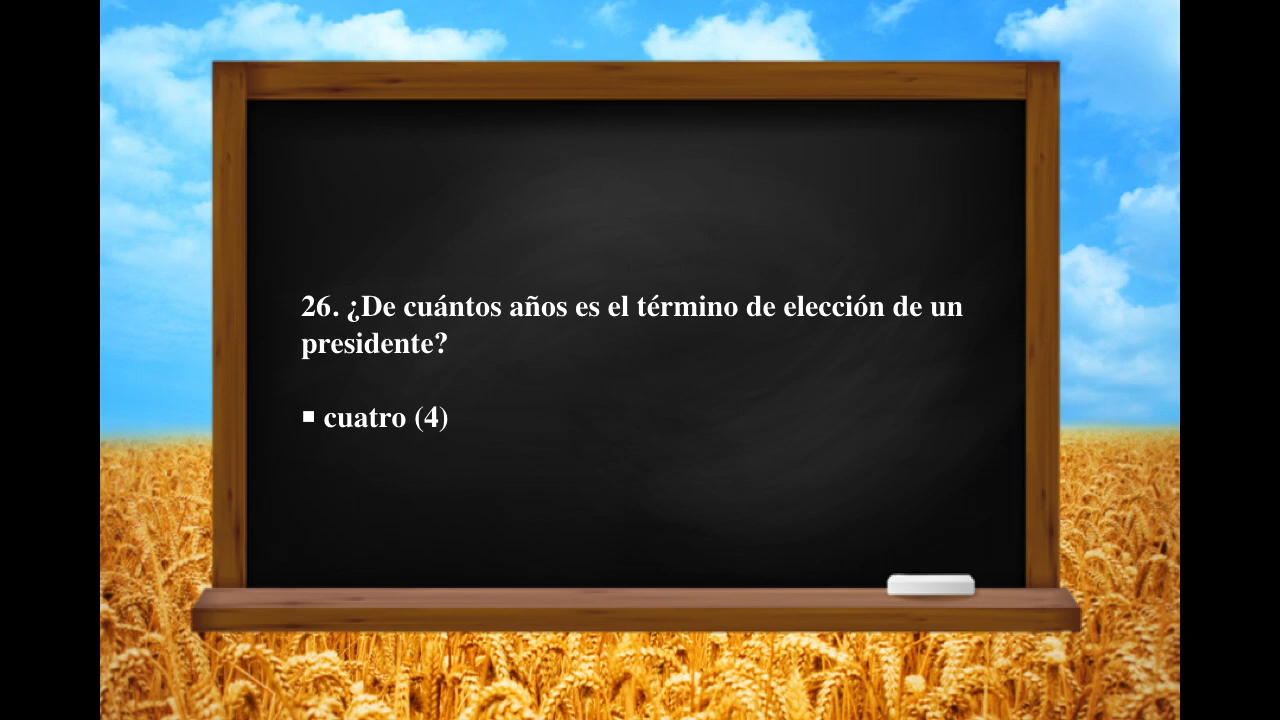 26. ¿De cuántos años es el término de elección de un
presidente?
▪ cuatro (4)